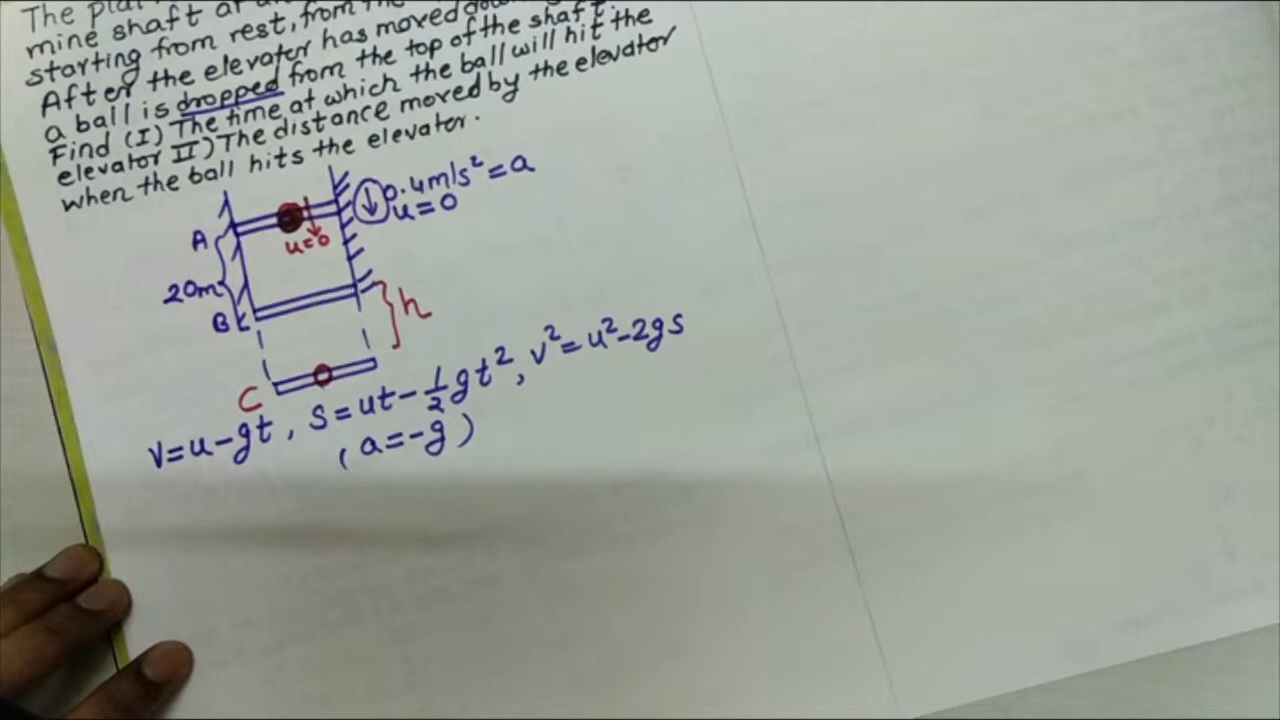 The
mine shaft at
starting from rest, from the
After the elevater has moved
a ball is dropped from the top of the shaft.
Find (I) The time at which the ball will hit the
elevator II) The distance moved by the elevator
when the ball hits the elevator.
0.4m/s² = a
u=0
A
u=0
20m
B
h
C
v=u-gt, s=ut-½gt², v²=u²-2gs
(a=-g)